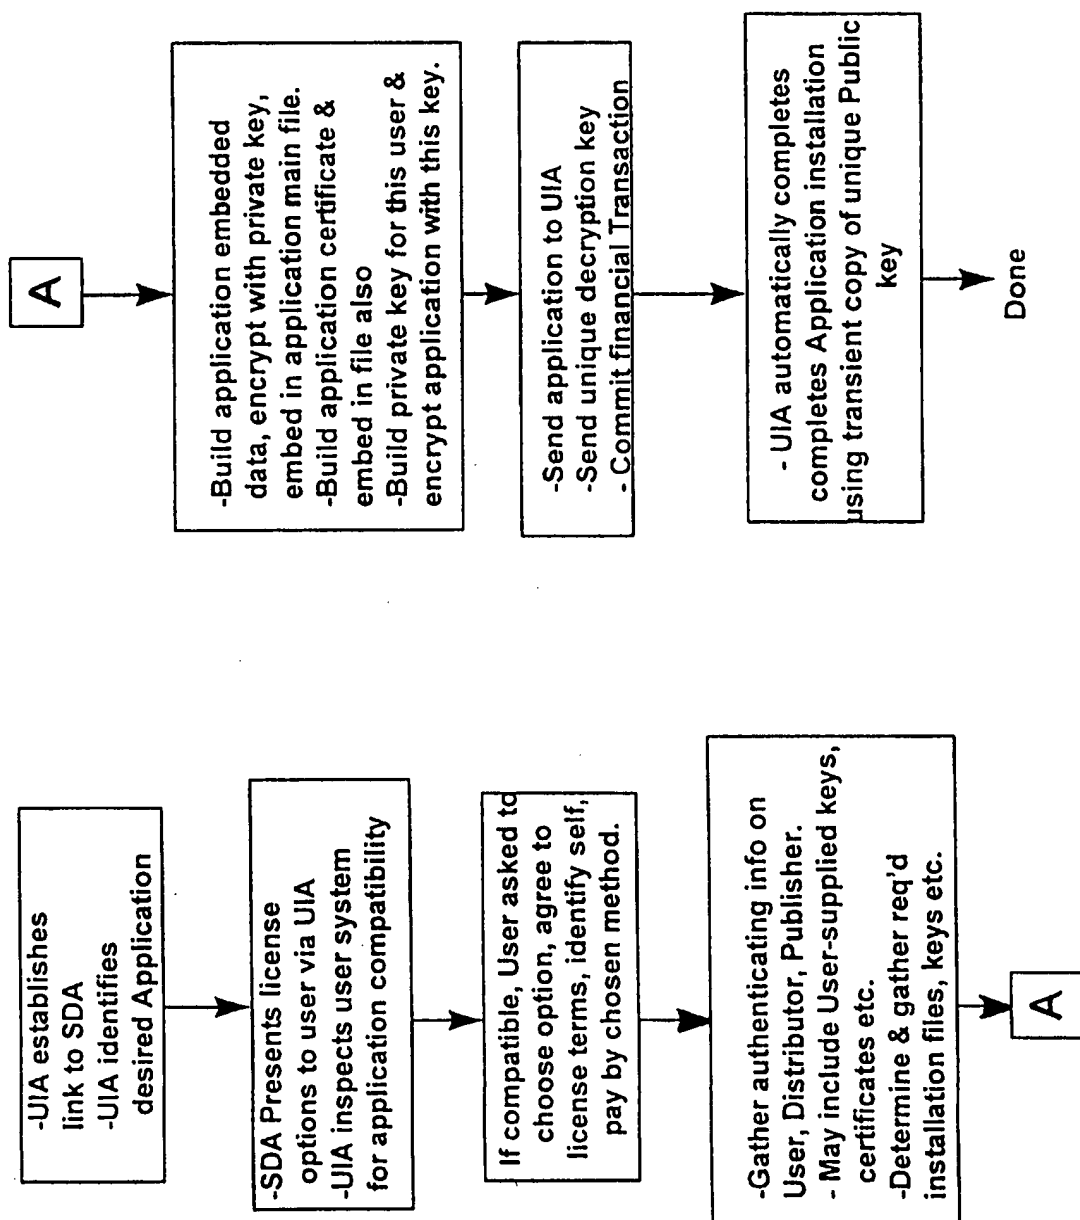 -UIA establishes
link to SDA
-UIA identifies
desired Application
-SDA Presents license
options to user via UIA
-UIA inspects user system
for application compatibility
If compatible, User asked to
choose option, agree to
license terms, identify self,
pay by chosen method.
-Gather authenticating info on
User, Distributor, Publisher.
- May include User-supplied keys,
certificates etc.
-Determine & gather req'd
installation files, keys etc.
A
A
-Build application embedded
data, encrypt with private key,
embed in application main file.
-Build application certificate &
embed in file also
-Build private key for this user &
encrypt application with this key.
-Send application to UIA
-Send unique decryption key
- Commit financial Transaction
- UIA automatically completes
completes Application installation
using transient copy of unique Public
key
Done